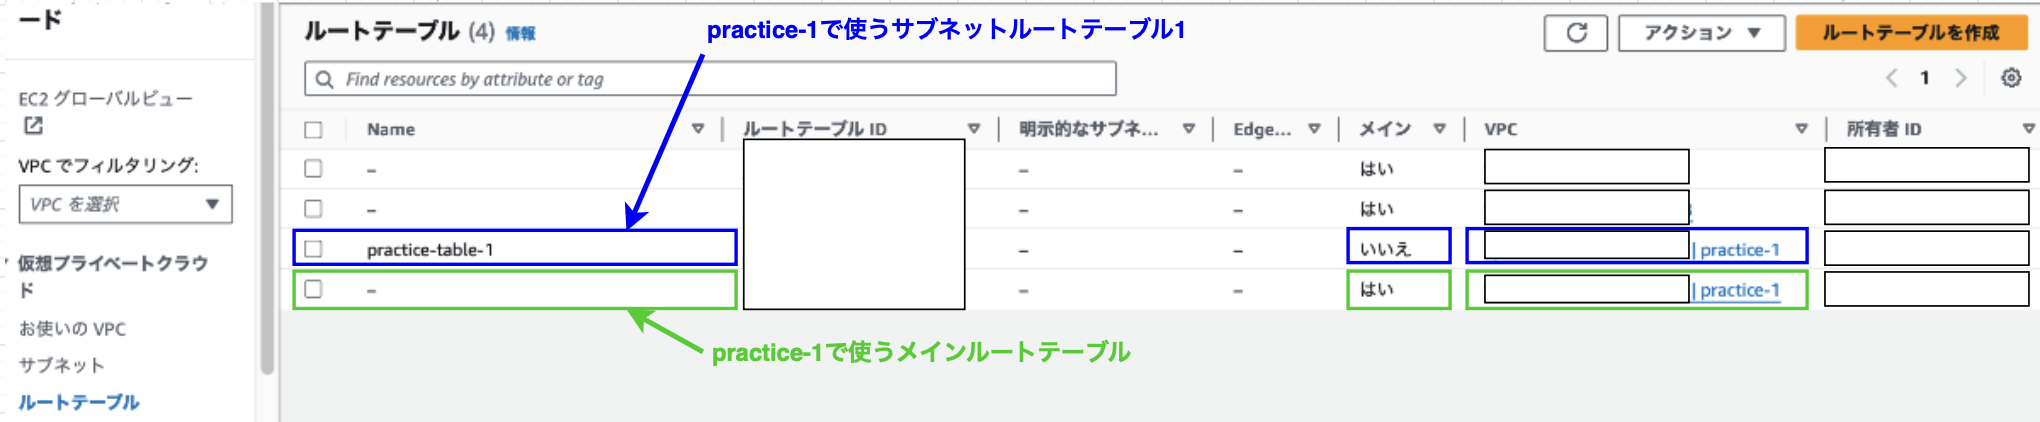 ード
EC2 グローバルビュー
VPC でフィルタリング:
VPC を選択
仮想プライベートクラウ
ド
お使いの VPC
サブネット
ルートテーブル
ルートテーブル (4) 情報
practice-1で使うサブネットルートテーブル1
アクション
ルートテーブルを作成
Find resources by attribute or tag
1
Name ルートテーブル ID 明示的なサブネ... Edge... メイン VPC 所有者 ID
– – – はい
– – – はい
practice-table-1 – – いいえ | practice-1
– – – はい | practice-1
practice-1で使うメインルートテーブル